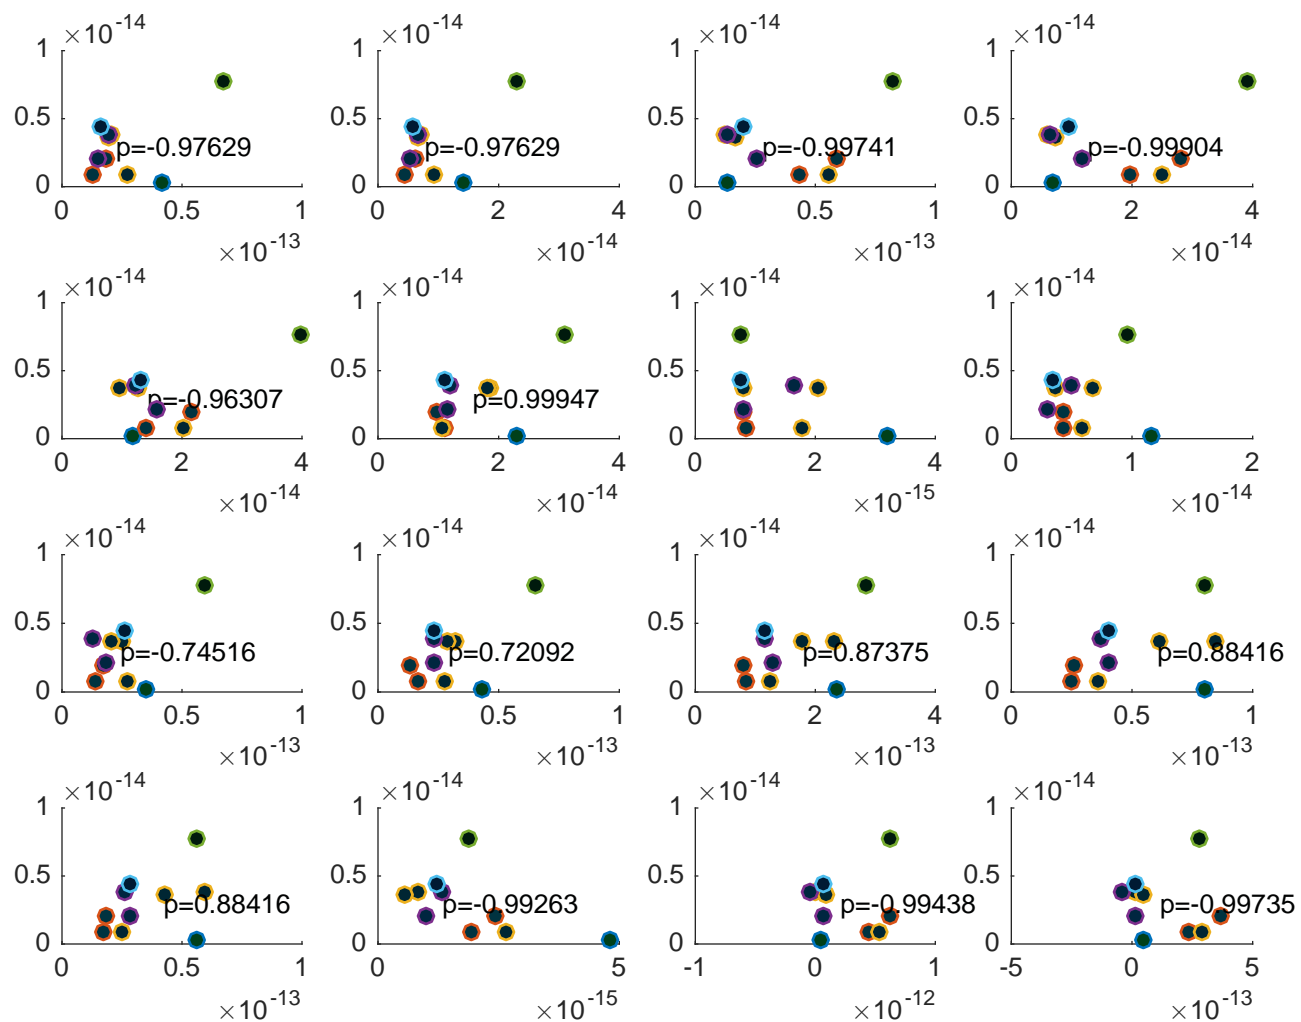 ×10⁻¹⁴ ×10⁻¹⁴ ×10⁻¹⁴ ×10⁻¹⁴
1 1 1 1
0.5 0.5 0.5 0.5
p=-0.97629 p=-0.97629 p=-0.99741 p=-0.99904
0 0 0 0
0 0.5 1 0 2 4 0 0.5 1 0 2 4
×10⁻¹³ ×10⁻¹⁴ ×10⁻¹³ ×10⁻¹⁴
×10⁻¹⁴ ×10⁻¹⁴ ×10⁻¹⁴ ×10⁻¹⁴
1 1 1 1
0.5 0.5 0.5 0.5
p=-0.96307 p=0.99947
0 0 0 0
0 2 4 0 2 4 0 2 4 0 1 2
×10⁻¹⁴ ×10⁻¹⁴ ×10⁻¹⁵ ×10⁻¹⁴
×10⁻¹⁴ ×10⁻¹⁴ ×10⁻¹⁴ ×10⁻¹⁴
1 1 1 1
0.5 0.5 0.5 0.5
p=-0.74516 p=0.72092 p=0.87375 p=0.88416
0 0 0 0
0 0.5 1 0 0.5 1 0 2 4 0 0.5 1
×10⁻¹³ ×10⁻¹³ ×10⁻¹³ ×10⁻¹³
×10⁻¹⁴ ×10⁻¹⁴ ×10⁻¹⁴ ×10⁻¹⁴
1 1 1 1
0.5 0.5 0.5 0.5
p=0.88416 p=-0.99263 p=-0.99438 p=-0.99735
0 0 0 0
0 0.5 1 0 5 -1 0 1 -5 0 5
×10⁻¹³ ×10⁻¹⁵ ×10⁻¹² ×10⁻¹³